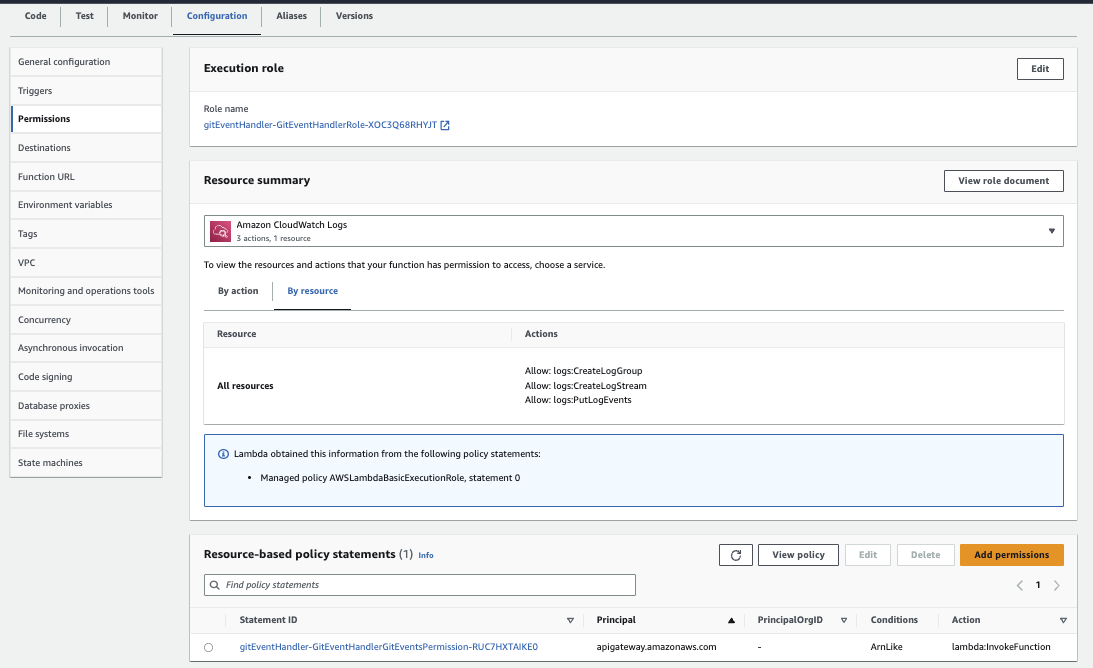 Code Test Monitor Configuration Aliases Versions
General configuration
Triggers
Permissions
Destinations
Function URL
Environment variables
Tags
VPC
Monitoring and operations tools
Concurrency
Asynchronous invocation
Code signing
Database proxies
File systems
State machines
Execution role
Edit
Role name
gitEventHandler-GitEventHandlerRole-XOC3Q68RHYJT
Resource summary
View role document
Amazon CloudWatch Logs
3 actions, 1 resource
To view the resources and actions that your function has permission to access, choose a service.
By action By resource
Resource Actions
All resources
Allow: logs:CreateLogGroup
Allow: logs:CreateLogStream
Allow: logs:PutLogEvents
Lambda obtained this information from the following policy statements:
• Managed policy AWSLambdaBasicExecutionRole, statement 0
Resource-based policy statements (1) Info
View policy Edit Delete Add permissions
Find policy statements
1
Statement ID Principal PrincipalOrgID Conditions Action
gitEventHandler-GitEventHandlerGitEventsPermission-RUC7HXTAIKE0 apigateway.amazonaws.com - ArnLike lambda:InvokeFunction